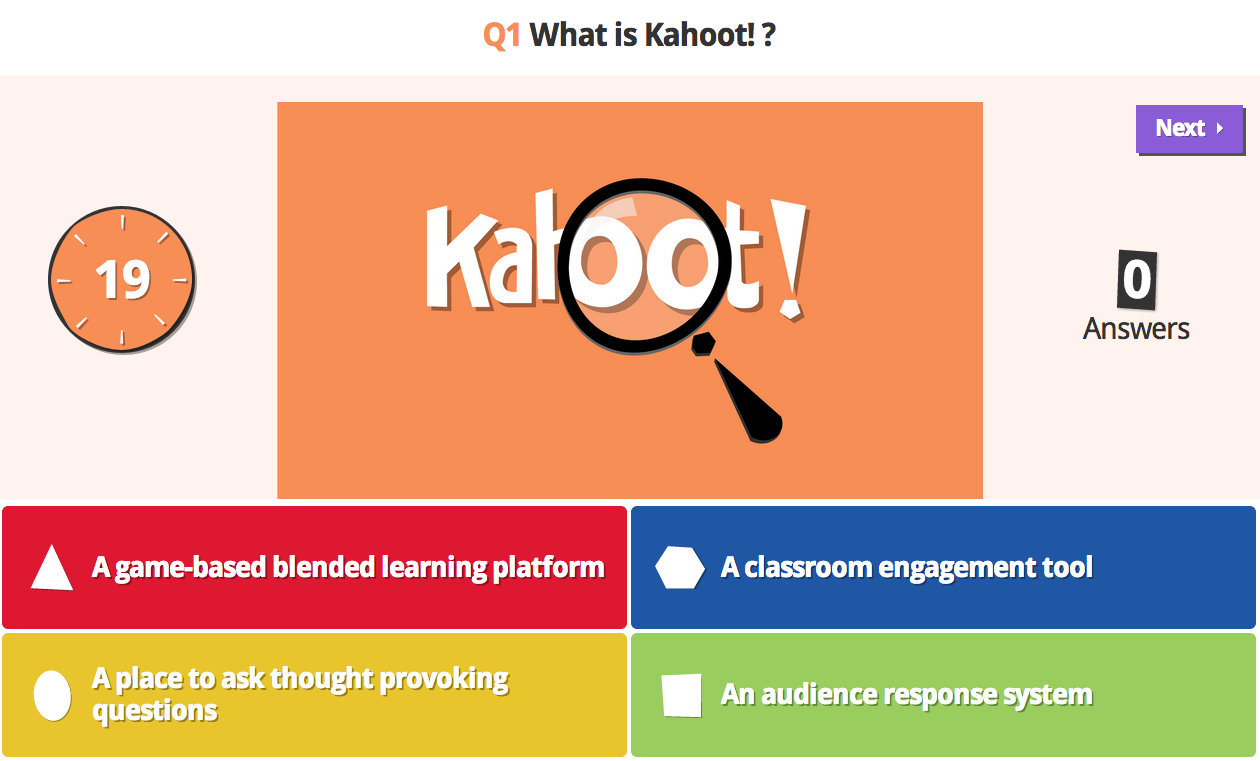 Q1 What is Kahoot! ?
Next
Kahoot!
19
0
Answers
A game-based blended learning platform
A classroom engagement tool
A place to ask thought provoking
questions
An audience response system